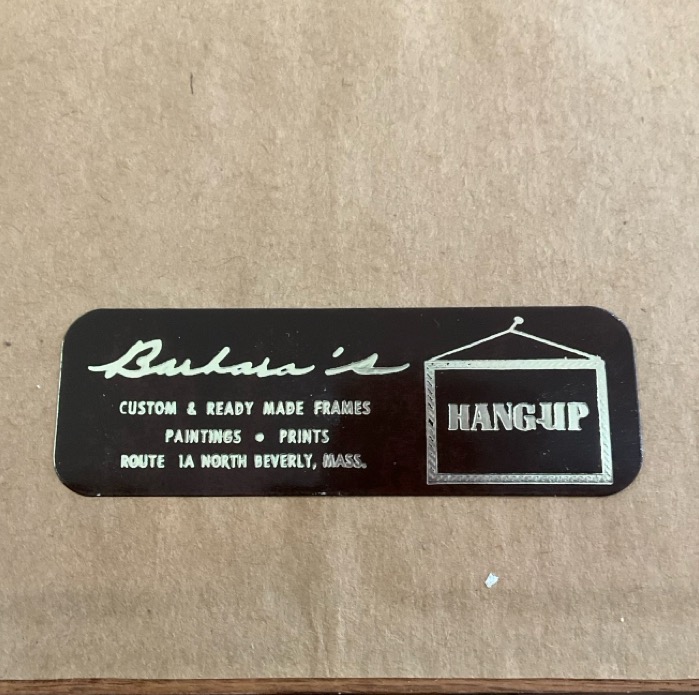 Barbara's
CUSTOM & READY MADE FRAMES
PAINTINGS • PRINTS
ROUTE 1A NORTH BEVERLY, MASS.
HANG-UP